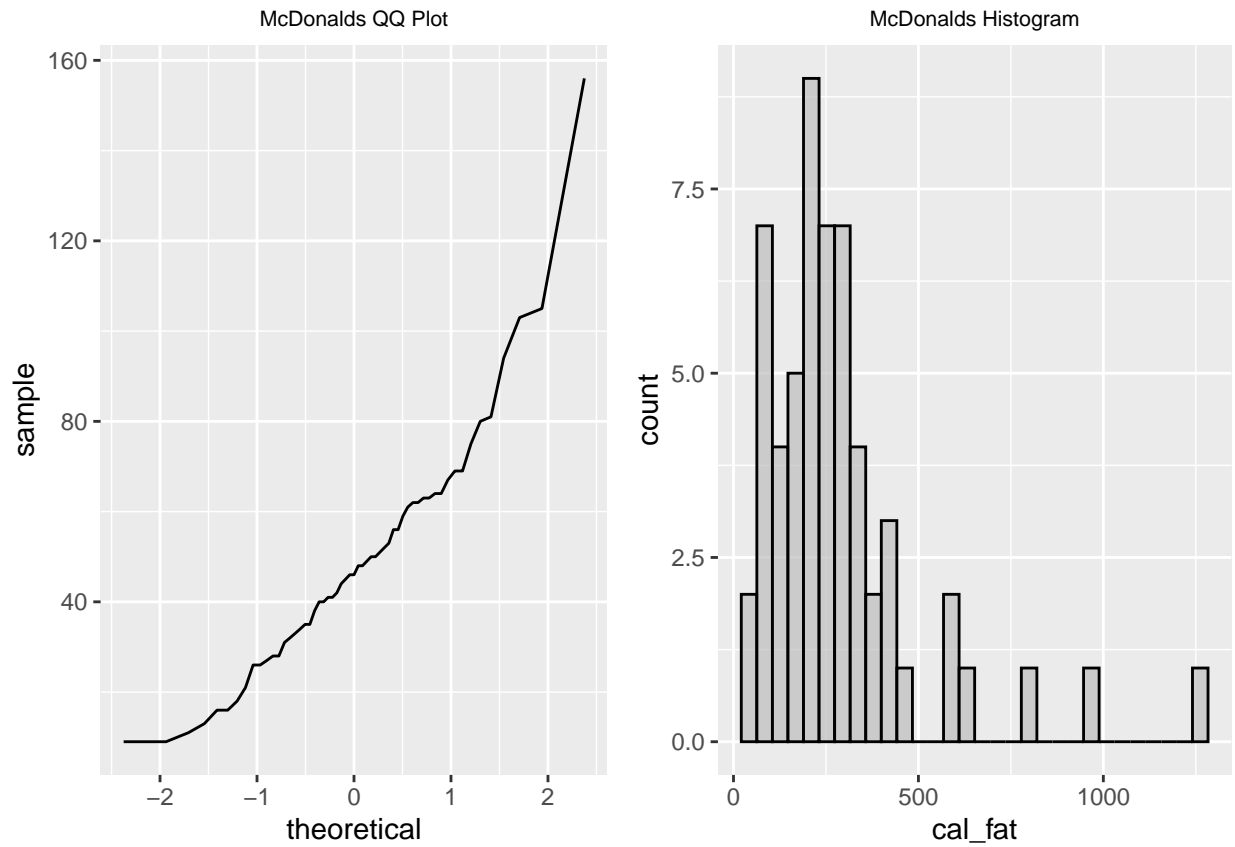 McDonalds QQ Plot
160
120
80
40
sample
−2 −1 0 1 2
theoretical
McDonalds Histogram
7.5
5.0
2.5
0.0
count
0 500 1000
cal_fat